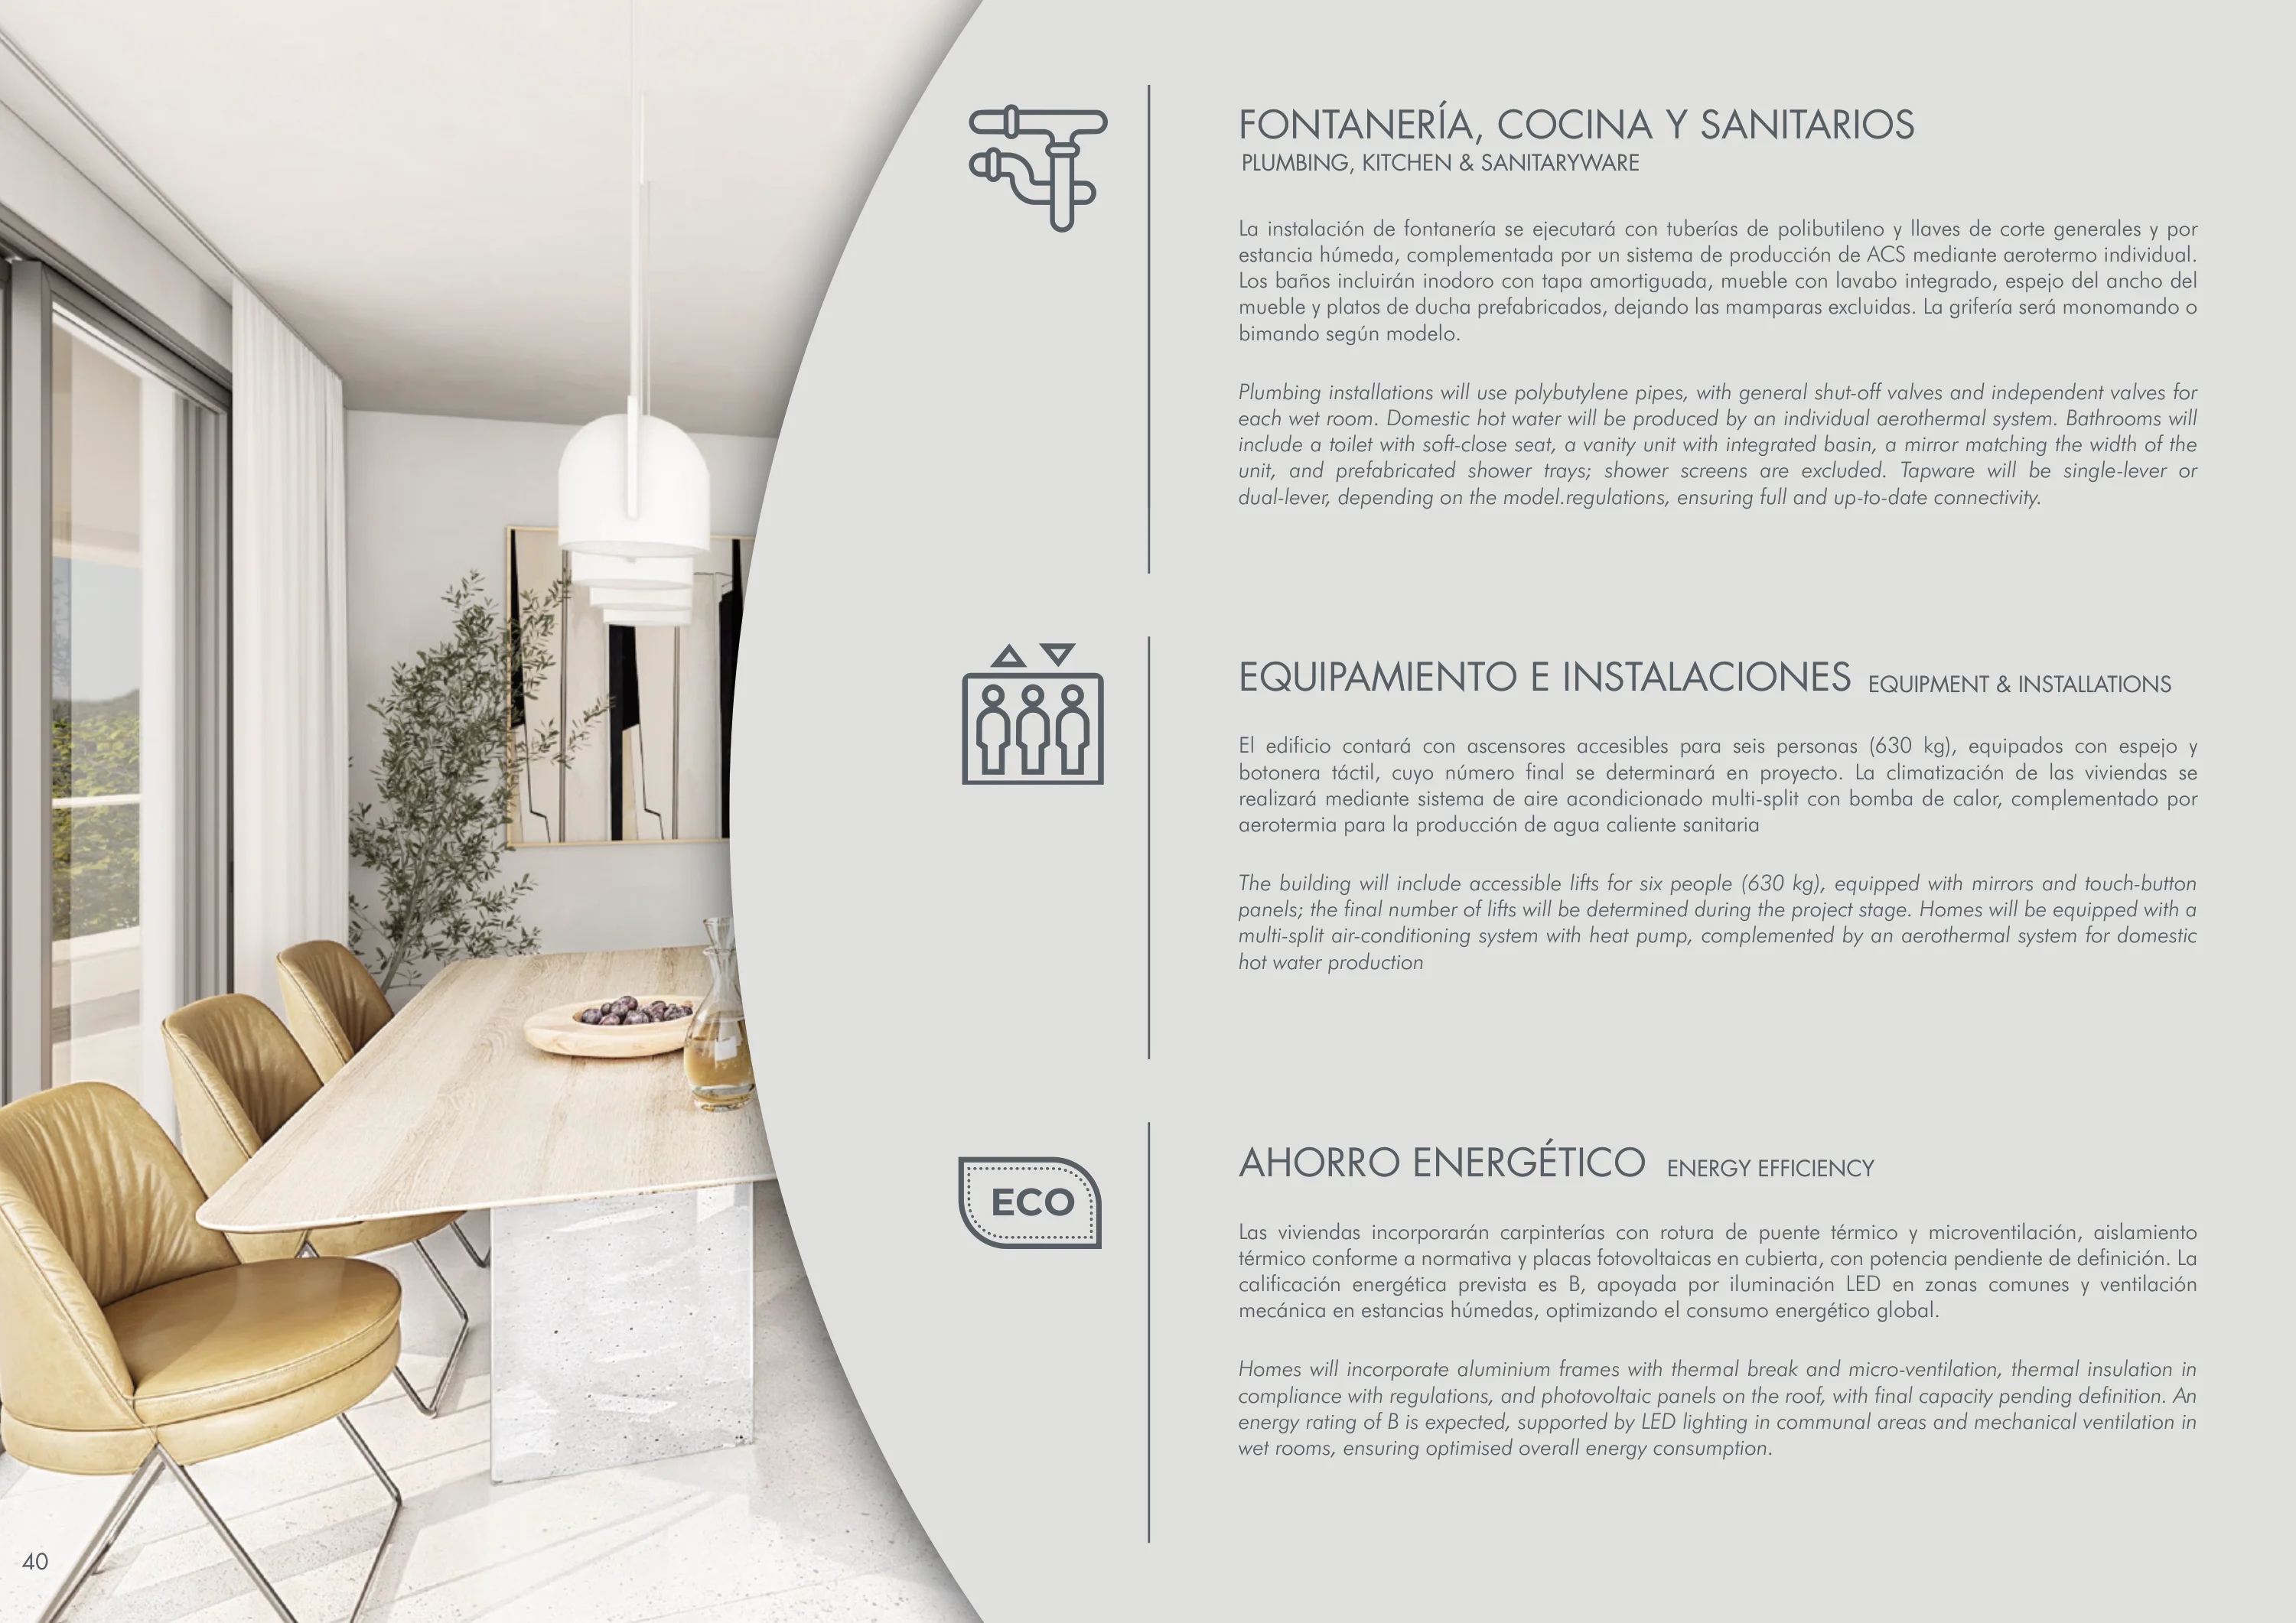 FONTANERÍA, COCINA Y SANITARIOS
PLUMBING, KITCHEN & SANITARYWARE
La instalación de fontanería se ejecutará con tuberías de polibutileno y llaves de corte generales y por
estancia húmeda, complementada por un sistema de producción de ACS mediante aerotermo individual.
Los baños incluirán inodoro con tapa amortiguada, mueble con lavabo integrado, espejo del ancho del
mueble y platos de ducha prefabricados, dejando las mamparas excluidas. La grifería será monomando o
bimando según modelo.
Plumbing installations will use polybutylene pipes, with general shut-off valves and independent valves for
each wet room. Domestic hot water will be produced by an individual aerothermal system. Bathrooms will
include a toilet with soft-close seat, a vanity unit with integrated basin, a mirror matching the width of the
unit, and prefabricated shower trays; shower screens are excluded. Tapware will be single-lever or
dual-lever, depending on the model.regulations, ensuring full and up-to-date connectivity.
EQUIPAMIENTO E INSTALACIONES EQUIPMENT & INSTALLATIONS
El edificio contará con ascensores accesibles para seis personas (630 kg), equipados con espejo y
botonera táctil, cuyo número final se determinará en proyecto. La climatización de las viviendas se
realizará mediante sistema de aire acondicionado multi-split con bomba de calor, complementado por
aerotermia para la producción de agua caliente sanitaria
The building will include accessible lifts for six people (630 kg), equipped with mirrors and touch-button
panels; the final number of lifts will be determined during the project stage. Homes will be equipped with a
multi-split air-conditioning system with heat pump, complemented by an aerothermal system for domestic
hot water production
ECO
AHORRO ENERGÉTICO ENERGY EFFICIENCY
Las viviendas incorporarán carpinterías con rotura de puente térmico y microventilación, aislamiento
térmico conforme a normativa y placas fotovoltaicas en cubierta, con potencia pendiente de definición. La
calificación energética prevista es B, apoyada por iluminación LED en zonas comunes y ventilación
mecánica en estancias húmedas, optimizando el consumo energético global.
Homes will incorporate aluminium frames with thermal break and micro-ventilation, thermal insulation in
compliance with regulations, and photovoltaic panels on the roof, with final capacity pending definition. An
energy rating of B is expected, supported by LED lighting in communal areas and mechanical ventilation in
wet rooms, ensuring optimised overall energy consumption.
40